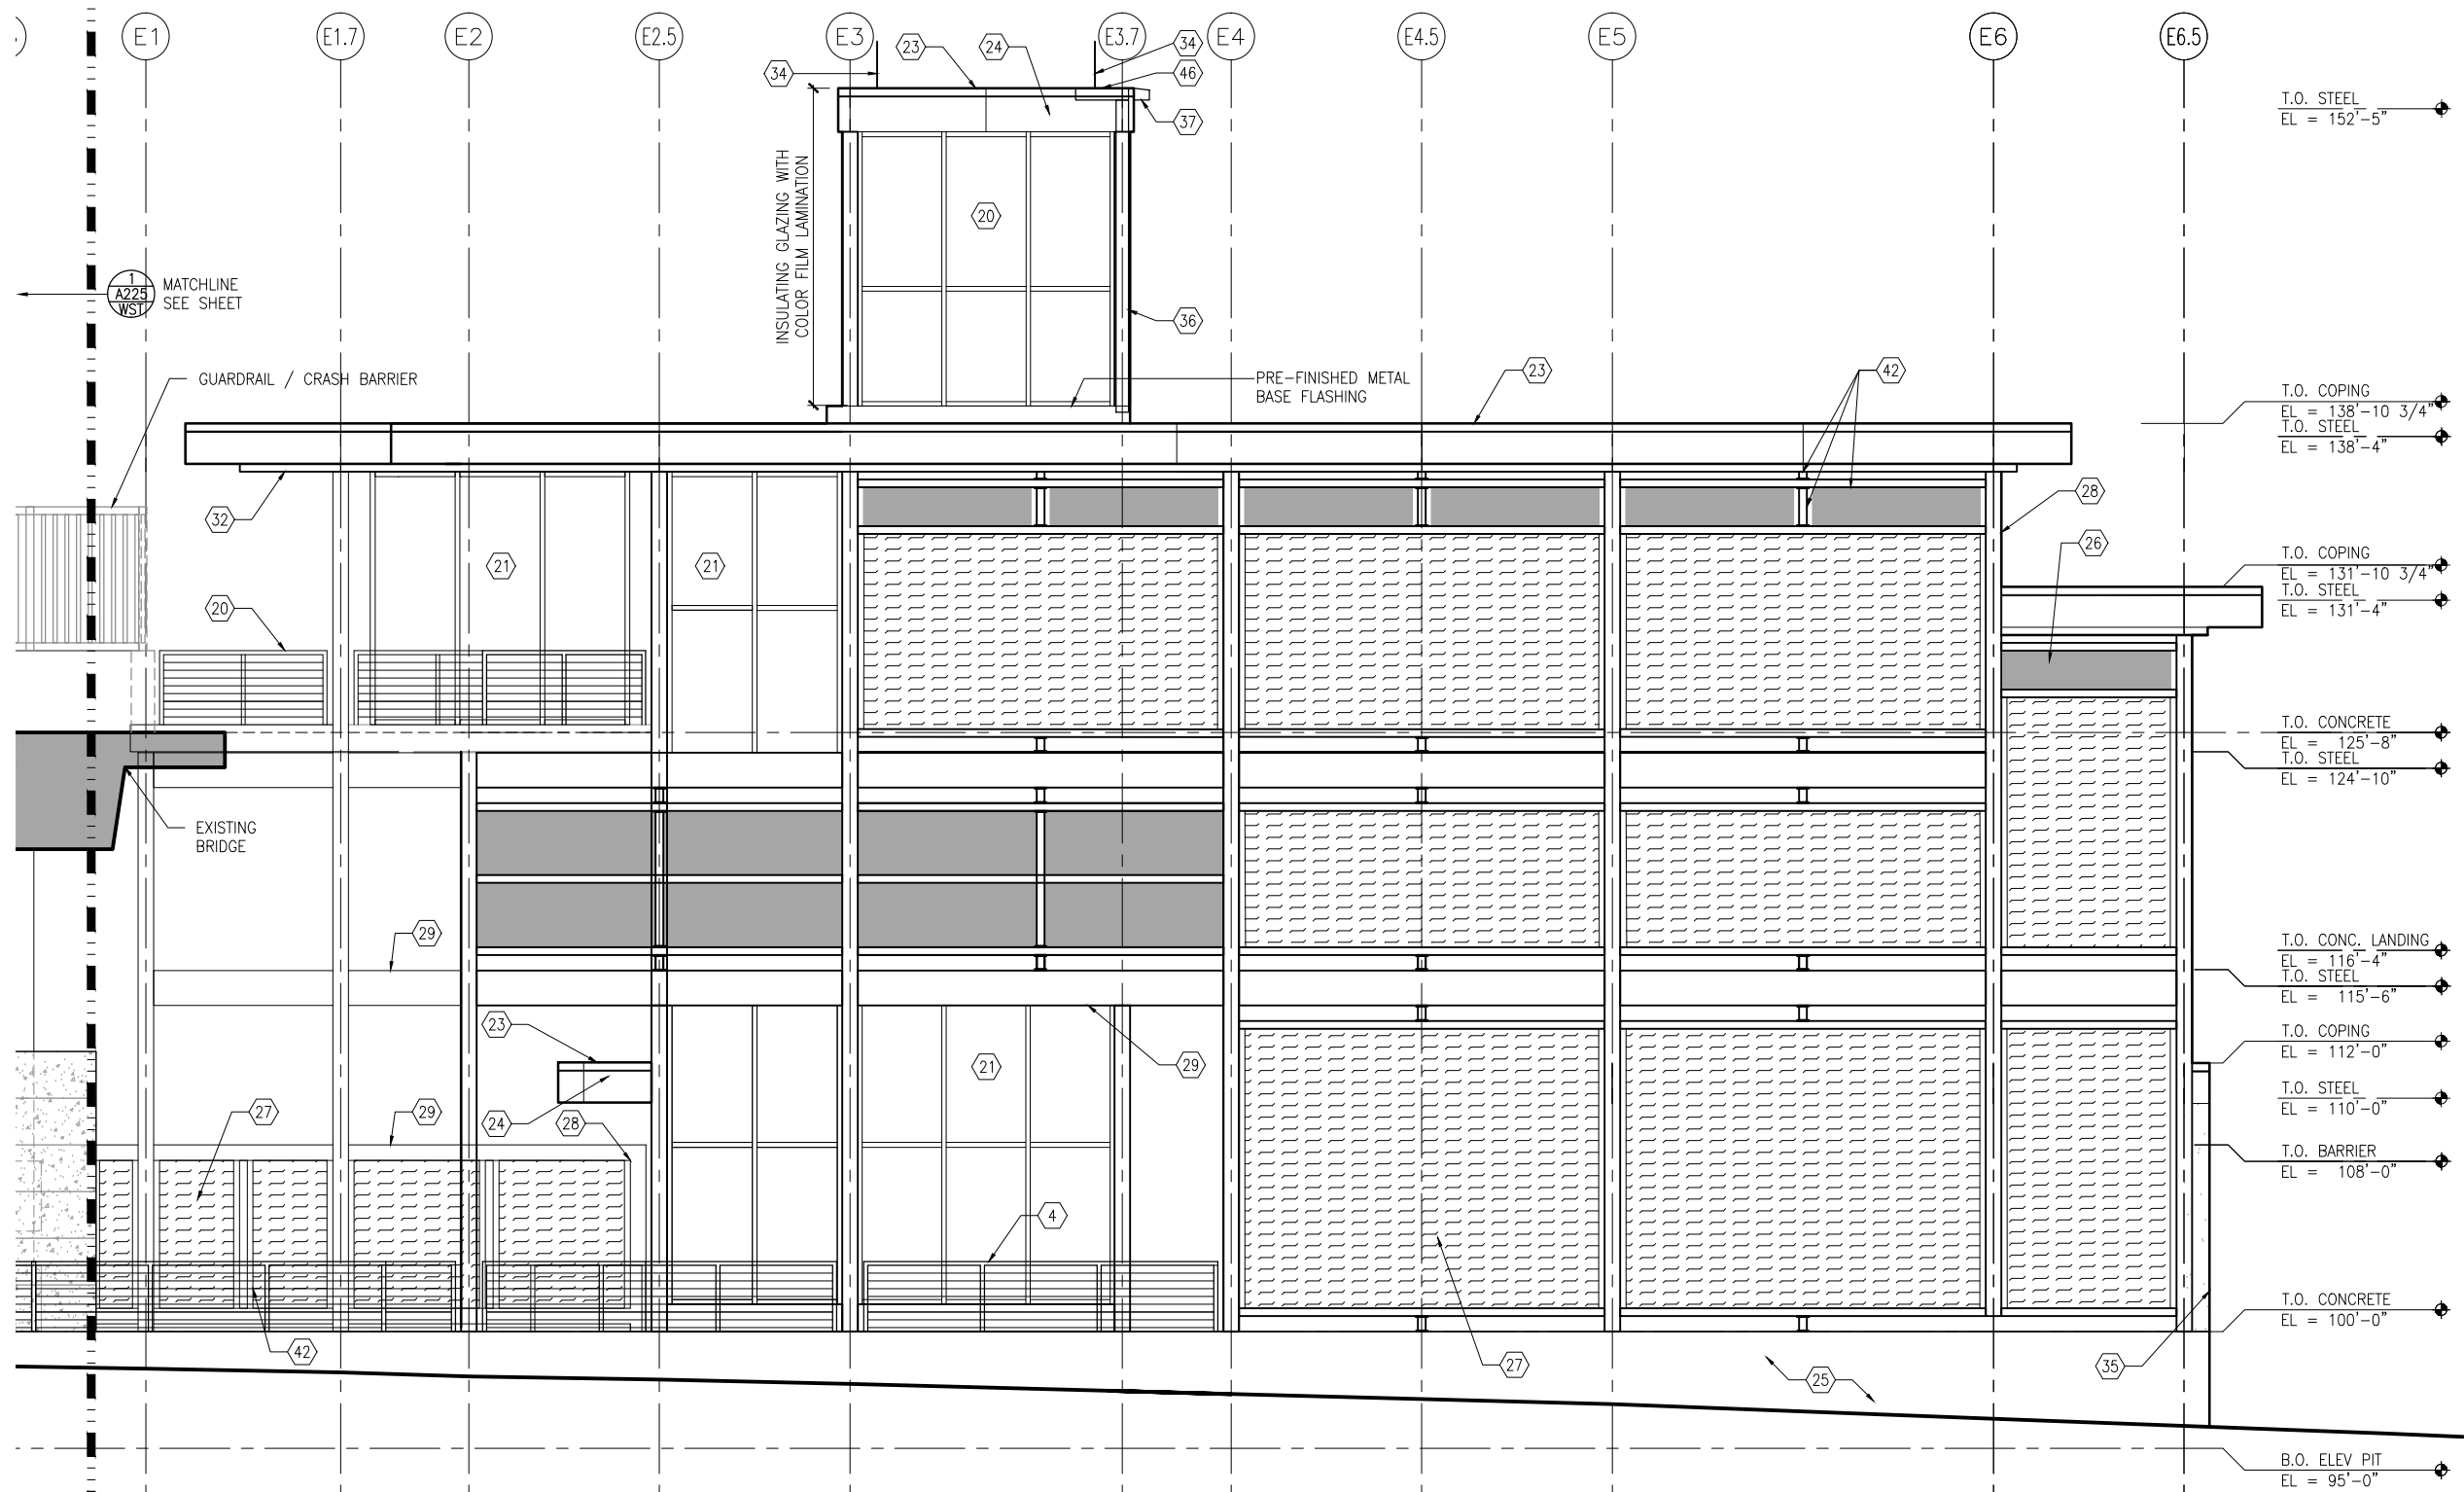 E1
E1.7
E2
E2.5
E3
E3.7
E4
E4.5
E5
E6
E6.5
23
24
34
34
46
37
T.O. STEEL
EL = 152'-5"
INSULATING GLAZING WITH
COLOR FILM LAMINATION
20
1
A225
WST
MATCHLINE
SEE SHEET
36
GUARDRAIL / CRASH BARRIER
PRE-FINISHED METAL
BASE FLASHING
23
42
T.O. COPING
EL = 138'-10 3/4"
T.O. STEEL
EL = 138'-4"
32
28
21
21
26
T.O. COPING
EL = 131'-10 3/4"
T.O. STEEL
EL = 131'-4"
20
T.O. CONCRETE
EL = 125'-8"
T.O. STEEL
EL = 124'-10"
EXISTING
BRIDGE
29
T.O. CONC. LANDING
EL = 116'-4"
T.O. STEEL
EL = 115'-6"
23
21
29
T.O. COPING
EL = 112'-0"
27
29
24
28
T.O. STEEL
EL = 110'-0"
T.O. BARRIER
EL = 108'-0"
4
T.O. CONCRETE
EL = 100'-0"
42
27
25
35
B.O. ELEV PIT
EL = 95'-0"